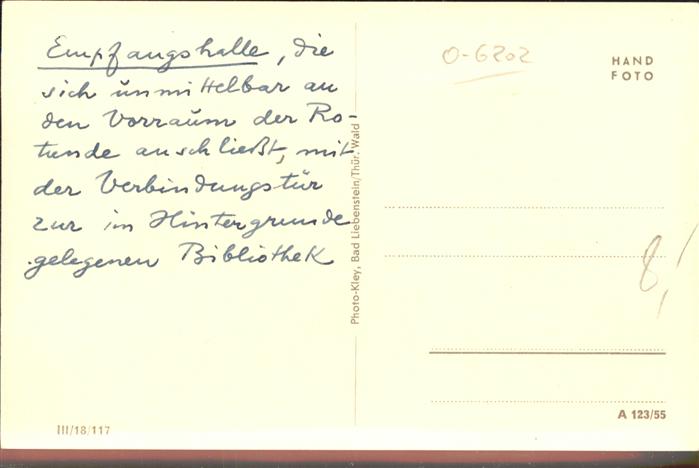 Empfangshalle, die
sich unmittelbar an
den Vorraum der Ro-
tunde anschließt, mit
der Verbindungstür
zur im Hintergrunde
gelegenen Bibliothek
III/18/117
Photo-Kley, Bad Liebenstein/Thür. Wald
O-6202
HAND
FOTO
8,
A 123/55